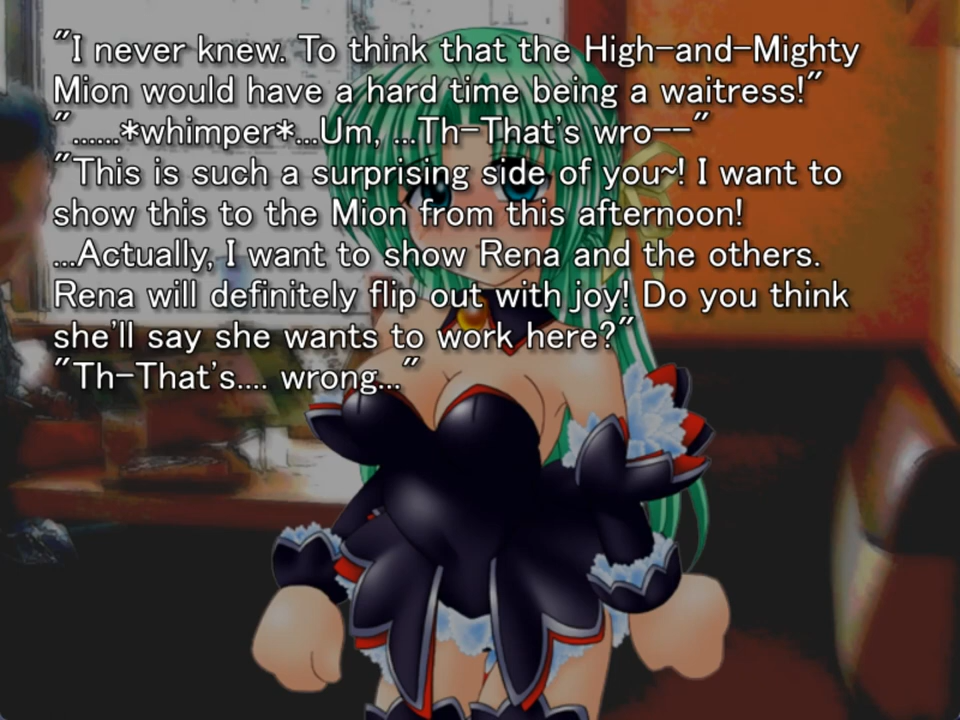 "I never knew. To think that the High-and-Mighty
Mion would have a hard time being a waitress!"
"......*whimper*...Um, ...Th-That's wro--"
"This is such a surprising side of you~! I want to
show this to the Mion from this afternoon!
...Actually, I want to show Rena and the others.
Rena will definitely flip out with joy! Do you think
she'll say she wants to work here?"
"Th-That's.... wrong..."